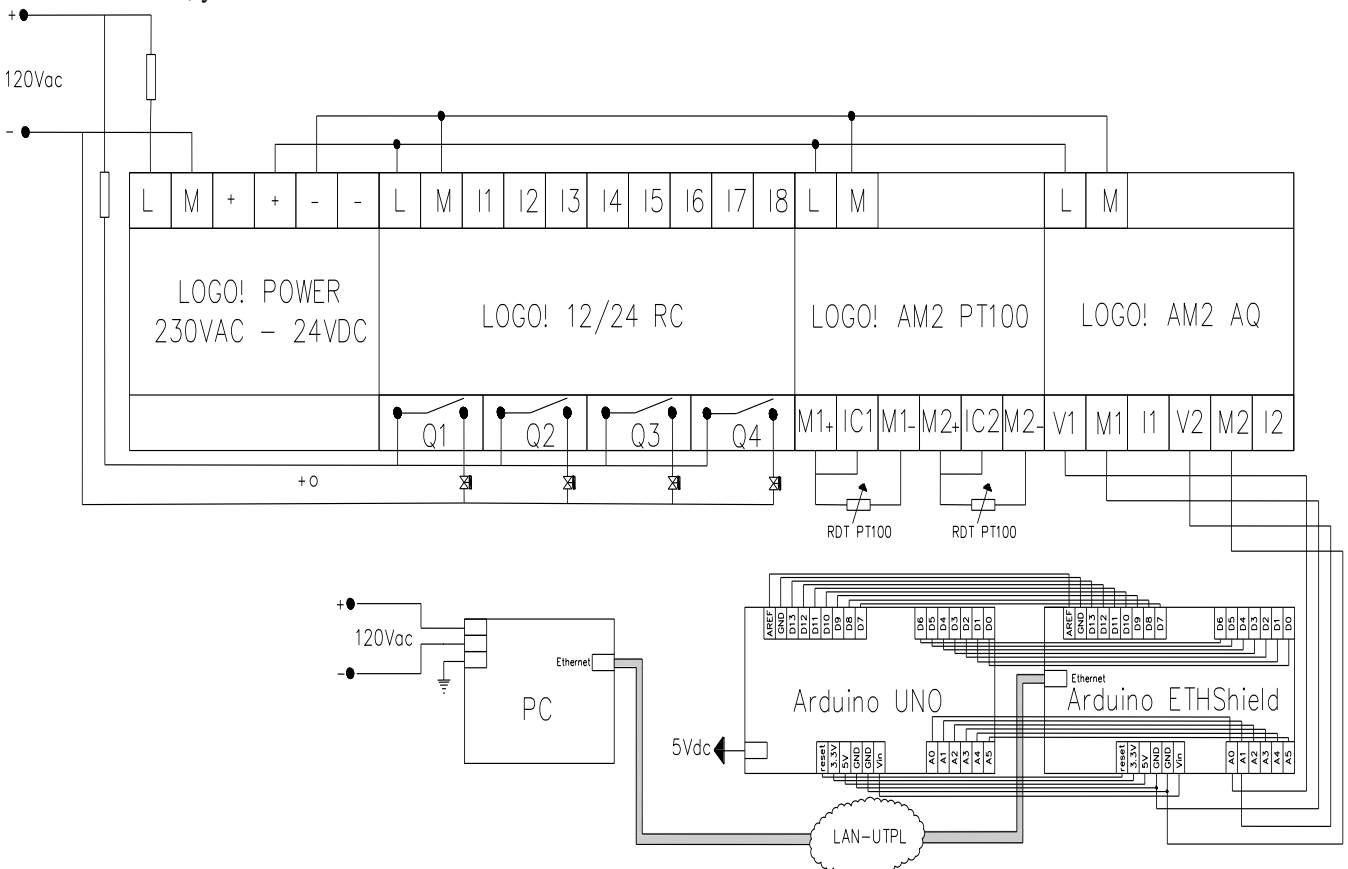 +
120Vac
-
L M + + - - L M I1 I2 I3 I4 I5 I6 I7 I8 L M L M
LOGO! POWER
230VAC - 24VDC
LOGO! 12/24 RC
LOGO! AM2 PT100
LOGO! AM2 AQ
Q1 Q2 Q3 Q4 M1+ IC1 M1- M2+ IC2 M2- V1 M1 I1 V2 M2 I2
+O
RDT PT100
RDT PT100
+
120Vac
-
Ethernet
PC
AREF GND D13 D12 D11 D10 D9 D8 D7
D6 D5 D4 D3 D2 D1 D0
AREF GND D13 D12 D11 D10 D9 D8 D7
D6 D5 D4 D3 D2 D1 D0
Ethernet
Arduino UNO
Arduino ETHShield
5Vdc
reset 3.3V 5V GND GND Vin
A0 A1 A2 A3 A4 A5
reset 3.3V 5V GND GND Vin
A0 A1 A2 A3 A4 A5
LAN-UTPL